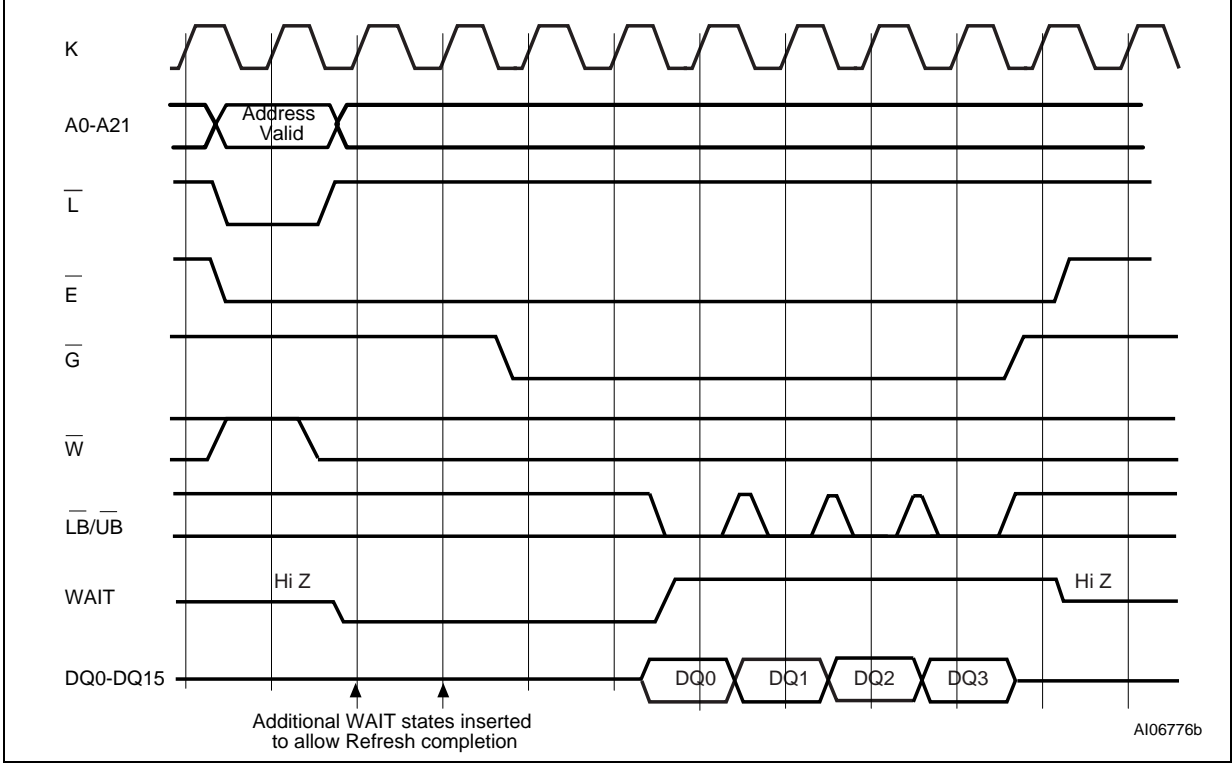 K
A0-A21
Address
Valid
L
E
G
W
LB/UB
WAIT
Hi Z
Hi Z
DQ0-DQ15
DQ0
DQ1
DQ2
DQ3
Additional WAIT states inserted
to allow Refresh completion
AI06776b